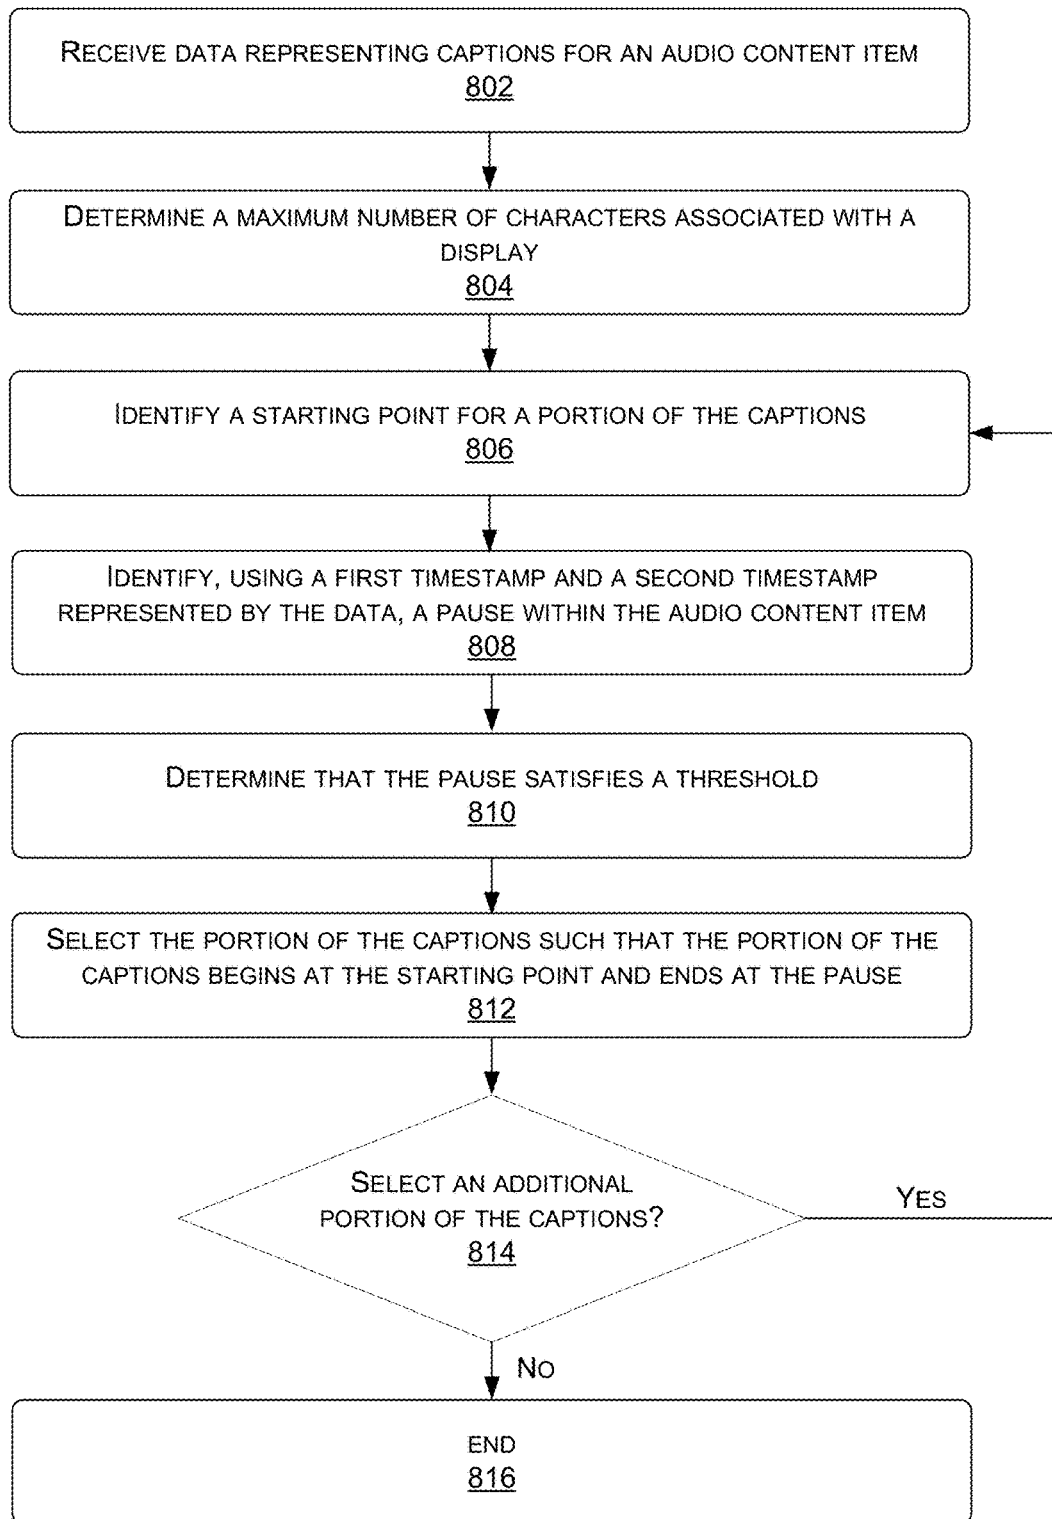 RECEIVE DATA REPRESENTING CAPTIONS FOR AN AUDIO CONTENT ITEM
802
DETERMINE A MAXIMUM NUMBER OF CHARACTERS ASSOCIATED WITH A
DISPLAY
804
IDENTIFY A STARTING POINT FOR A PORTION OF THE CAPTIONS
806
IDENTIFY, USING A FIRST TIMESTAMP AND A SECOND TIMESTAMP
REPRESENTED BY THE DATA, A PAUSE WITHIN THE AUDIO CONTENT ITEM
808
DETERMINE THAT THE PAUSE SATISFIES A THRESHOLD
810
SELECT THE PORTION OF THE CAPTIONS SUCH THAT THE PORTION OF THE
CAPTIONS BEGINS AT THE STARTING POINT AND ENDS AT THE PAUSE
812
SELECT AN ADDITIONAL
PORTION OF THE CAPTIONS?
814
YES
NO
END
816